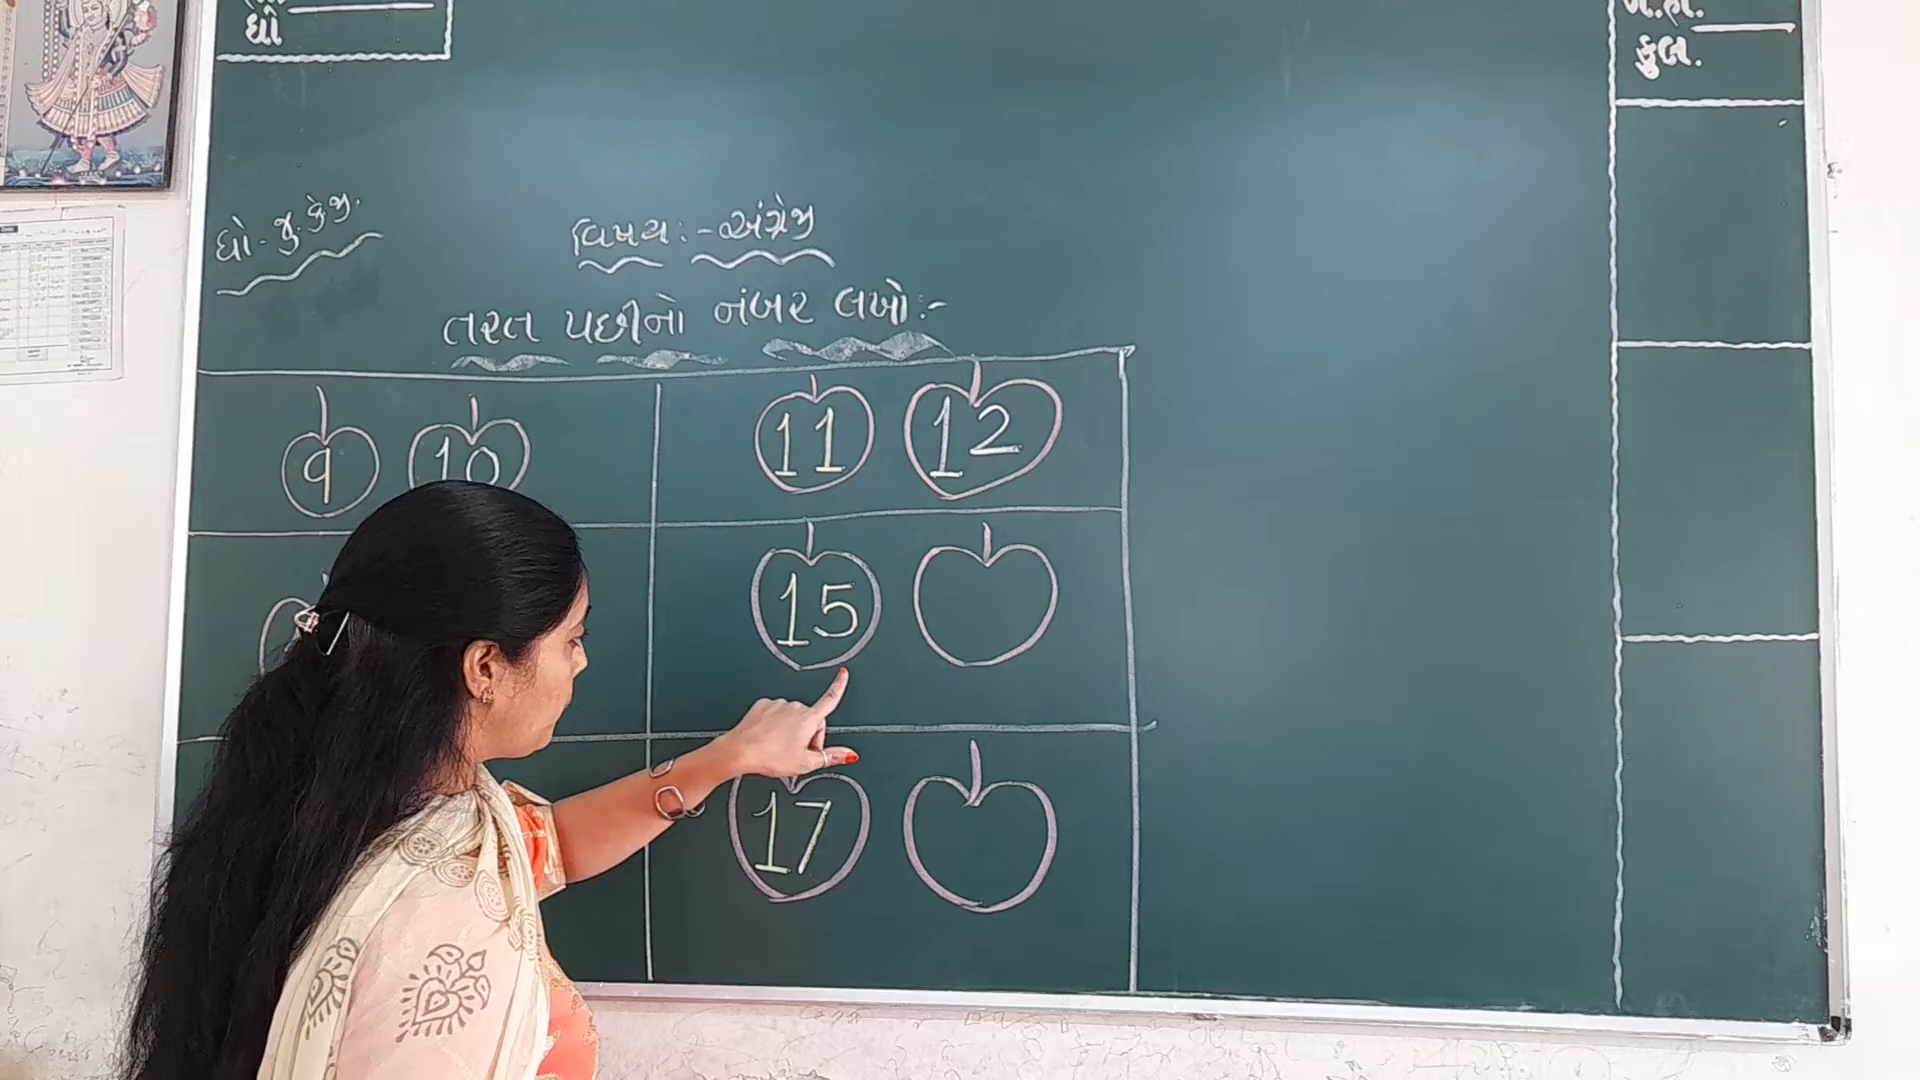 ધો
કુલ.
ધો - જુ. કે.જી.
વિષય :- અંગ્રેજી
તરત પછીનો નંબર લખો :-
9 10 11 12
15
17